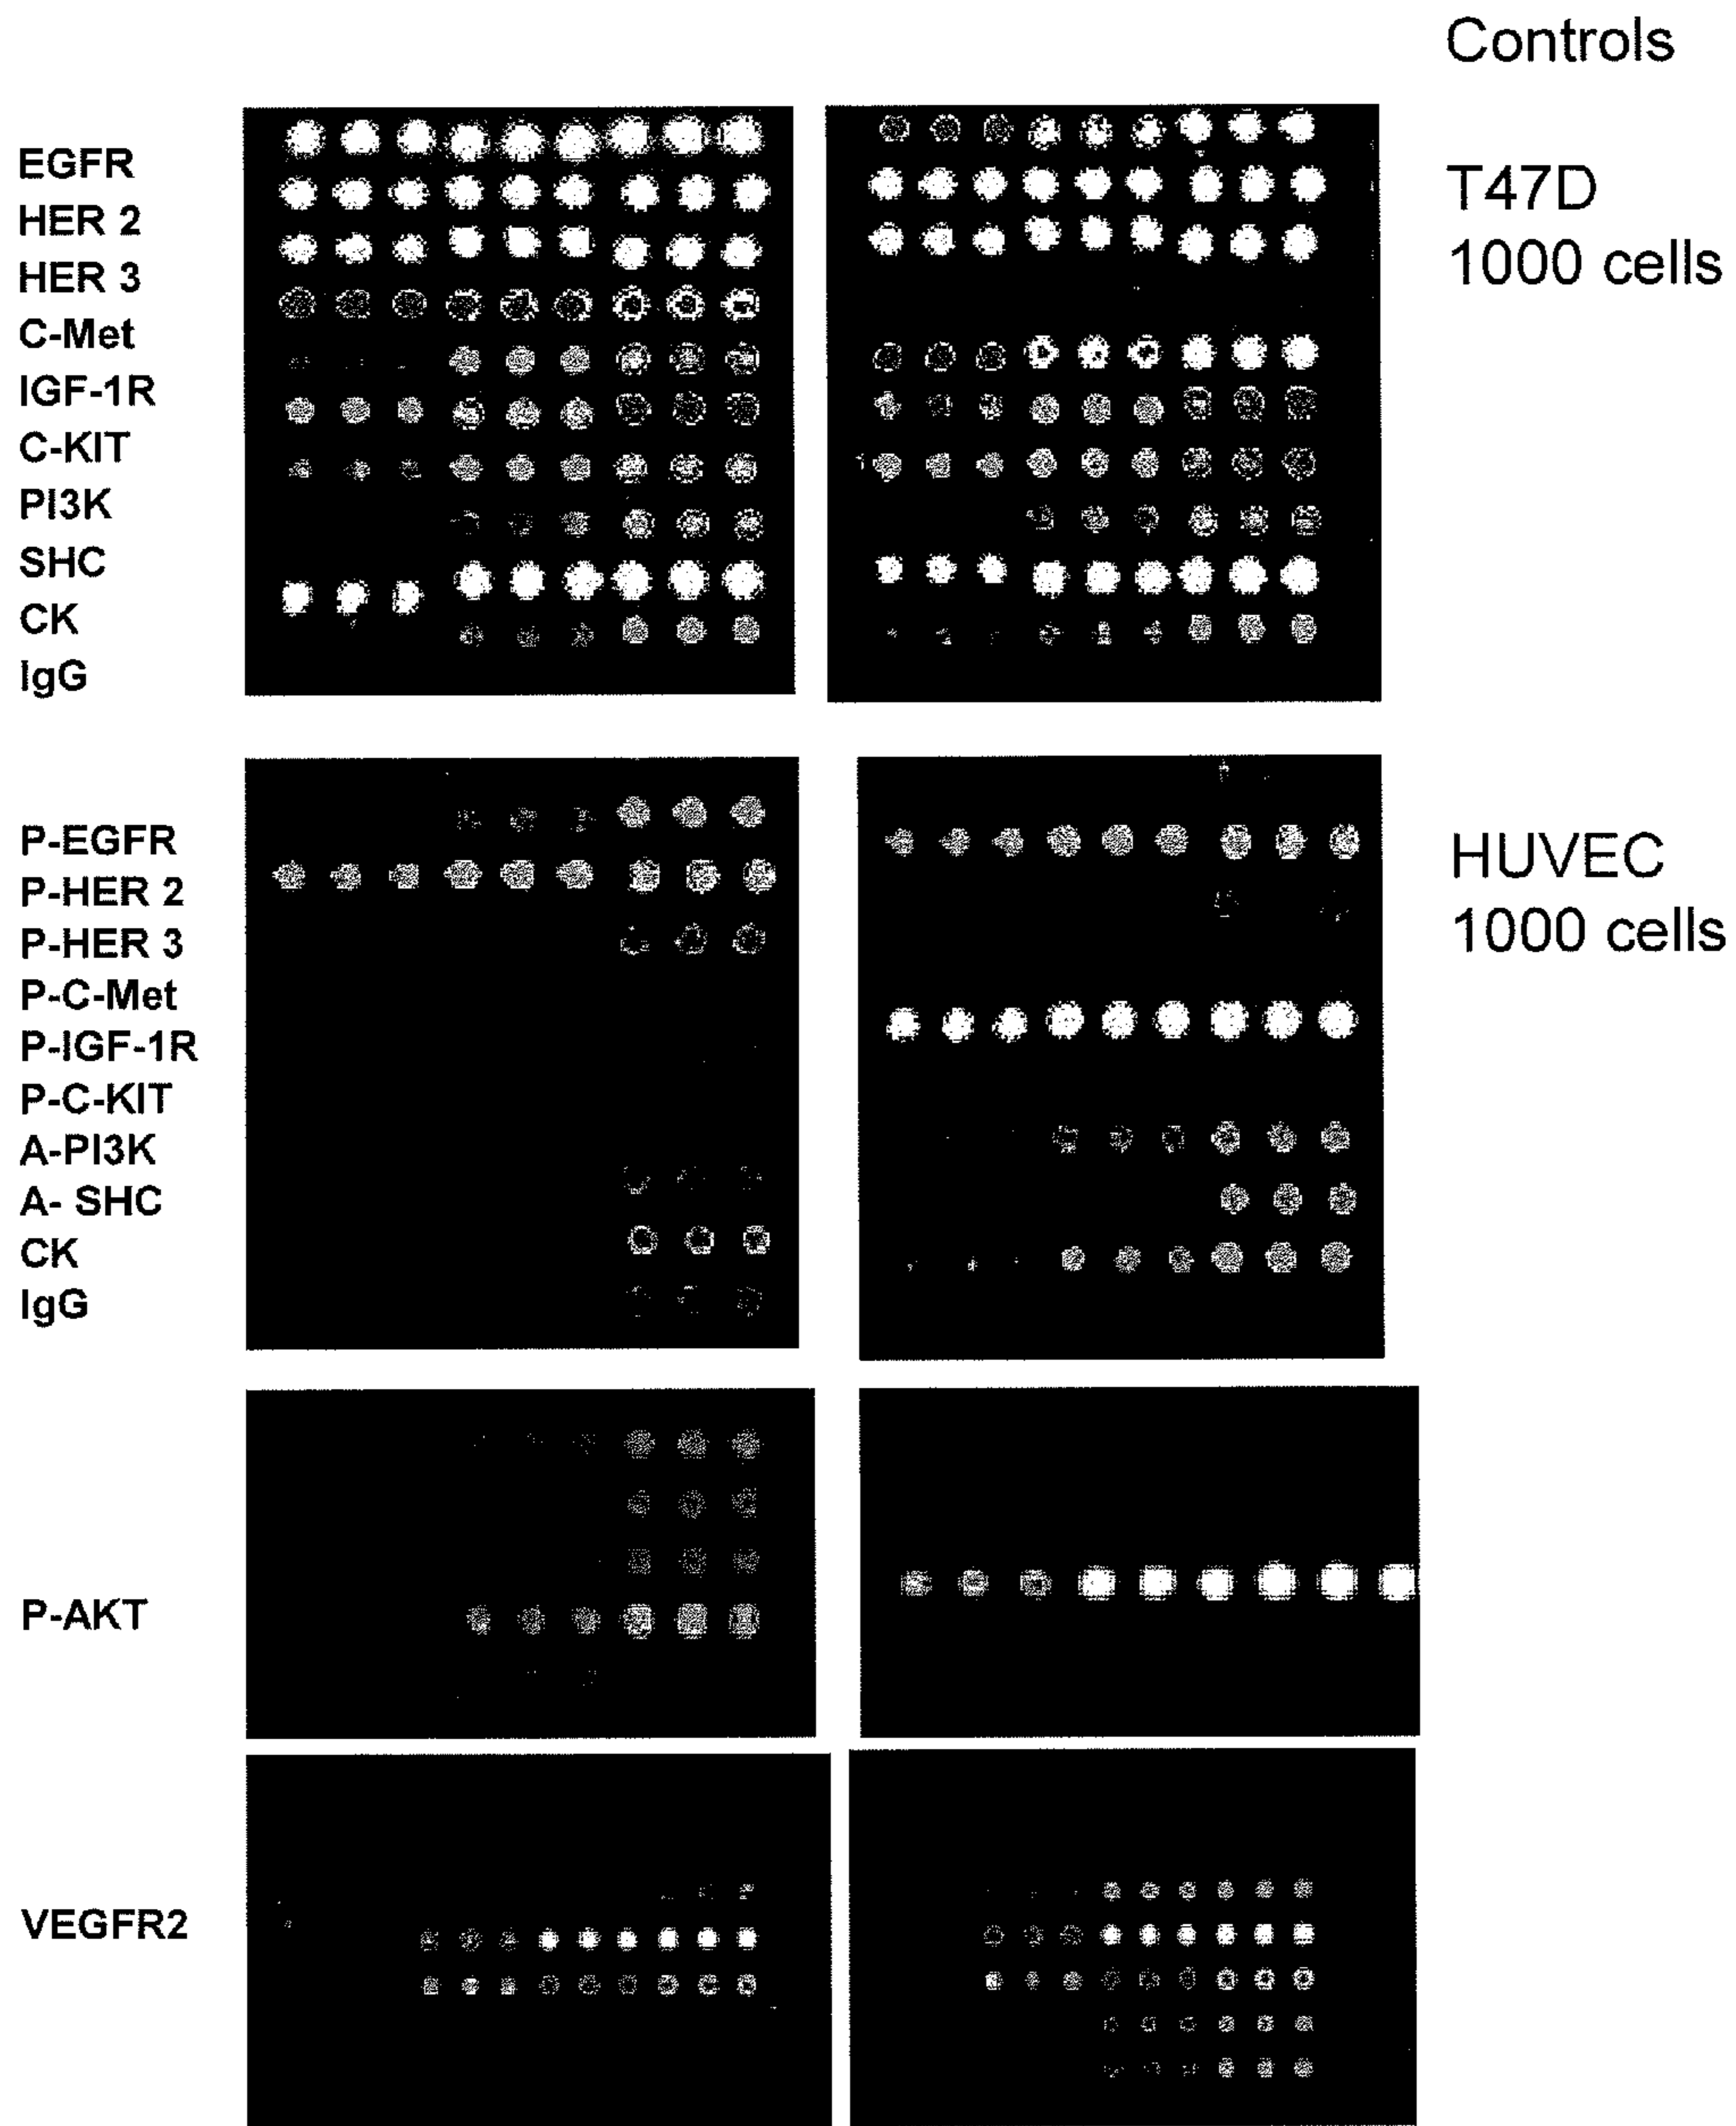 Controls
EGFR
HER 2
HER 3
C-Met
IGF-1R
C-KIT
PI3K
SHC
CK
IgG
T47D
1000 cells
P-EGFR
P-HER 2
P-HER 3
P-C-Met
P-IGF-1R
P-C-KIT
A-PI3K
A- SHC
CK
IgG
HUVEC
1000 cells
P-AKT
VEGFR2